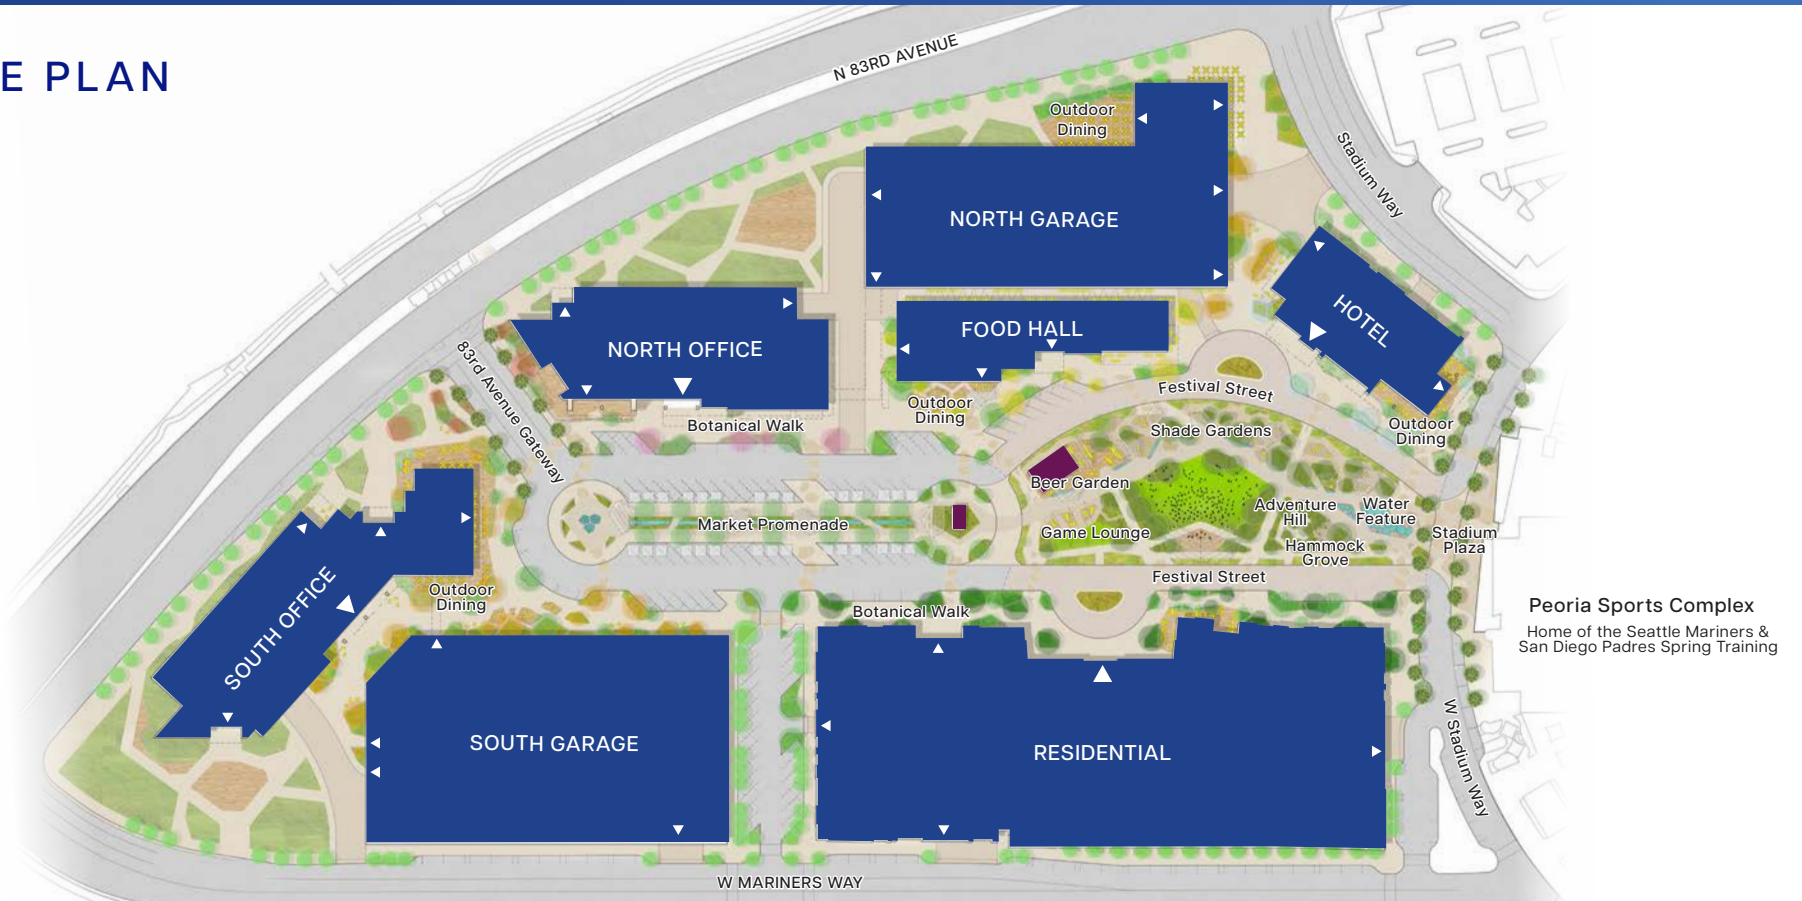 E PLAN
N 83RD AVENUE
Outdoor
Dining
Stadium Way
NORTH GARAGE
HOTEL
FOOD HALL
NORTH OFFICE
83rd Avenue Gateway
Festival Street
Outdoor
Dining
Botanical Walk
Shade Gardens
Outdoor
Dining
Beer Garden
Adventure
Hill
Water
Feature
Market Promenade
Game Lounge
Stadium
Plaza
Hammock
Grove
Festival Street
SOUTH OFFICE
Outdoor
Dining
Botanical Walk
Peoria Sports Complex
Home of the Seattle Mariners &
San Diego Padres Spring Training
SOUTH GARAGE
RESIDENTIAL
W Stadium Way
W MARINERS WAY